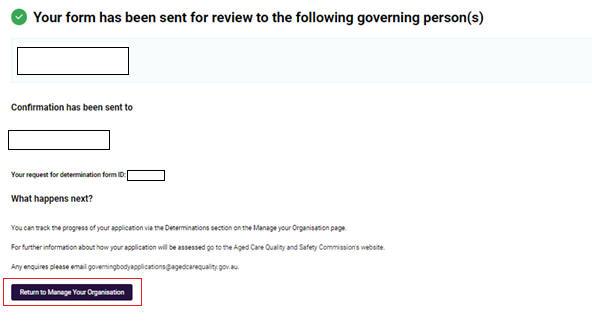 Your form has been sent for review to the following governing person(s)
Confirmation has been sent to
Your request for determination form ID:
What happens next?
You can track the progress of your application via the Determinations section on the Manage your Organisation page.
For further information about how your application will be assessed go to the Aged Care Quality and Safety Commission's website.
Any enquires please email governingbodyapplications@agedcarequality.gov.au.
Return to Manage Your Organisation